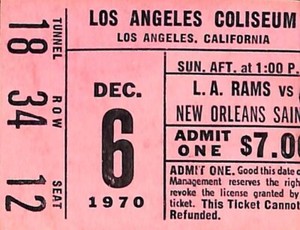 TUNNEL 18
ROW 34
SEAT 12
LOS ANGELES COLISEUM
LOS ANGELES, CALIFORNIA
DEC.
6
1970
SUN. AFT. at 1:00 P.
L. A. RAMS vs
NEW ORLEANS SAIN
ADMIT ONE $7.00
ADMIT ONE. Good this date o
Management reserves the righ
revoke the license granted by
ticket. This Ticket Cannot
Refunded.